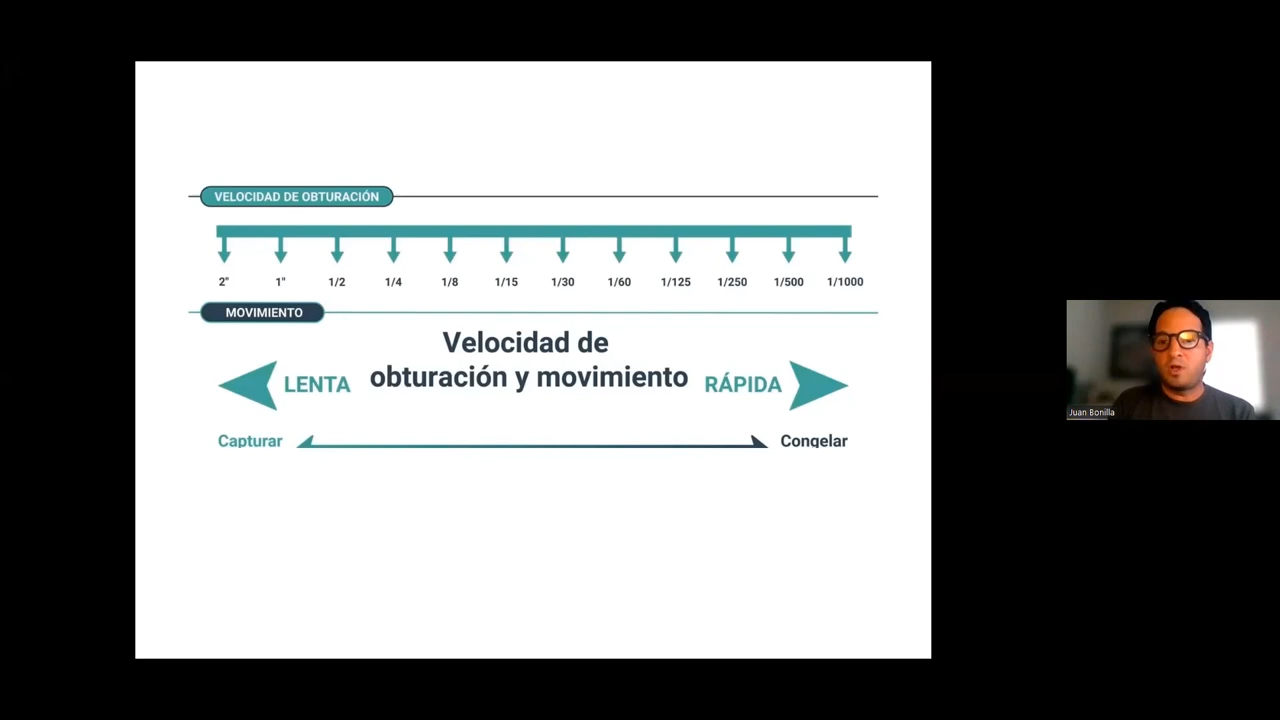 VELOCIDAD DE OBTURACIÓN
2" 1" 1/2 1/4 1/8 1/15 1/30 1/60 1/125 1/250 1/500 1/1000
MOVIMIENTO
Velocidad de
obturación y movimiento
LENTA
RÁPIDA
Capturar
Congelar
Juan Bonilla